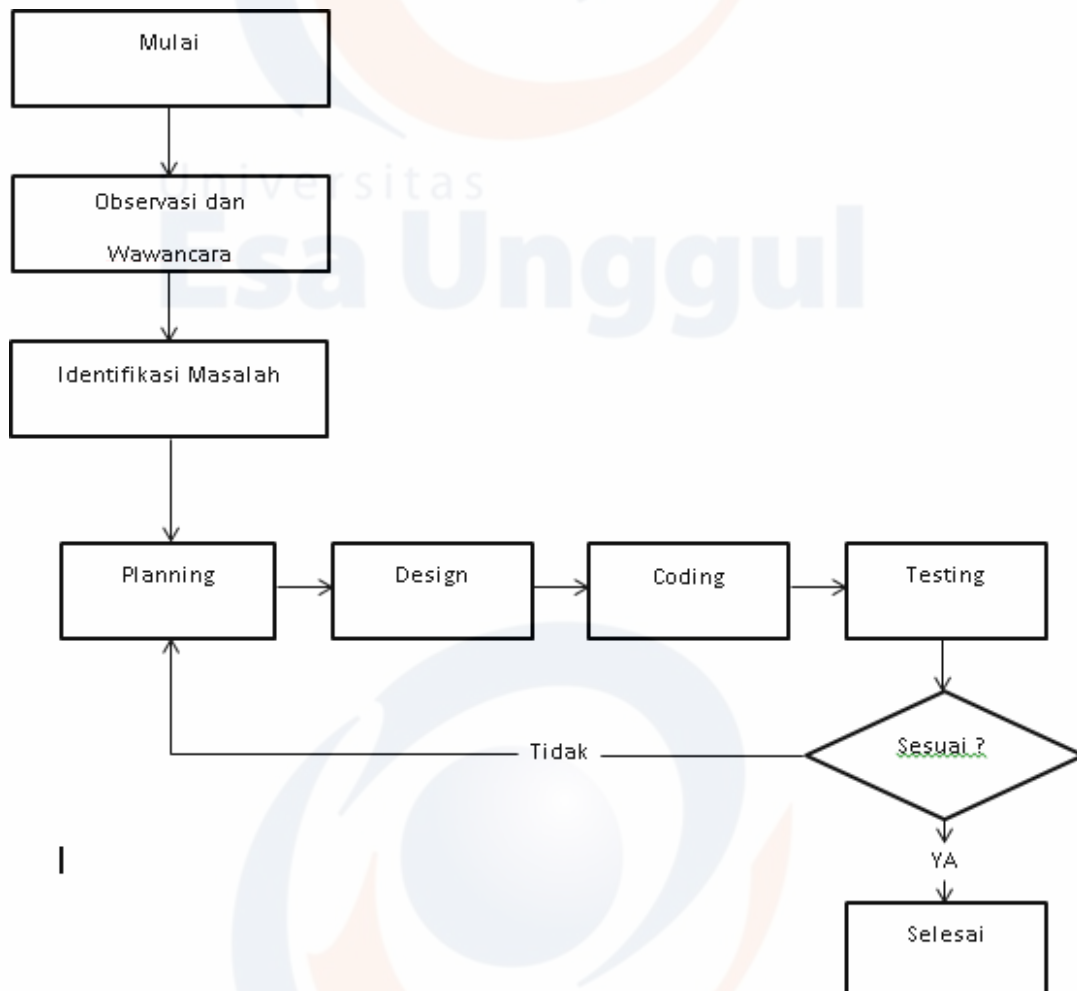 Mulai
Universitas
Esa Unggul
Observasi dan
Wawancara
Identifikasi Masalah
Planning
Design
Coding
Testing
Sesuai ?
Tidak
YA
Selesai